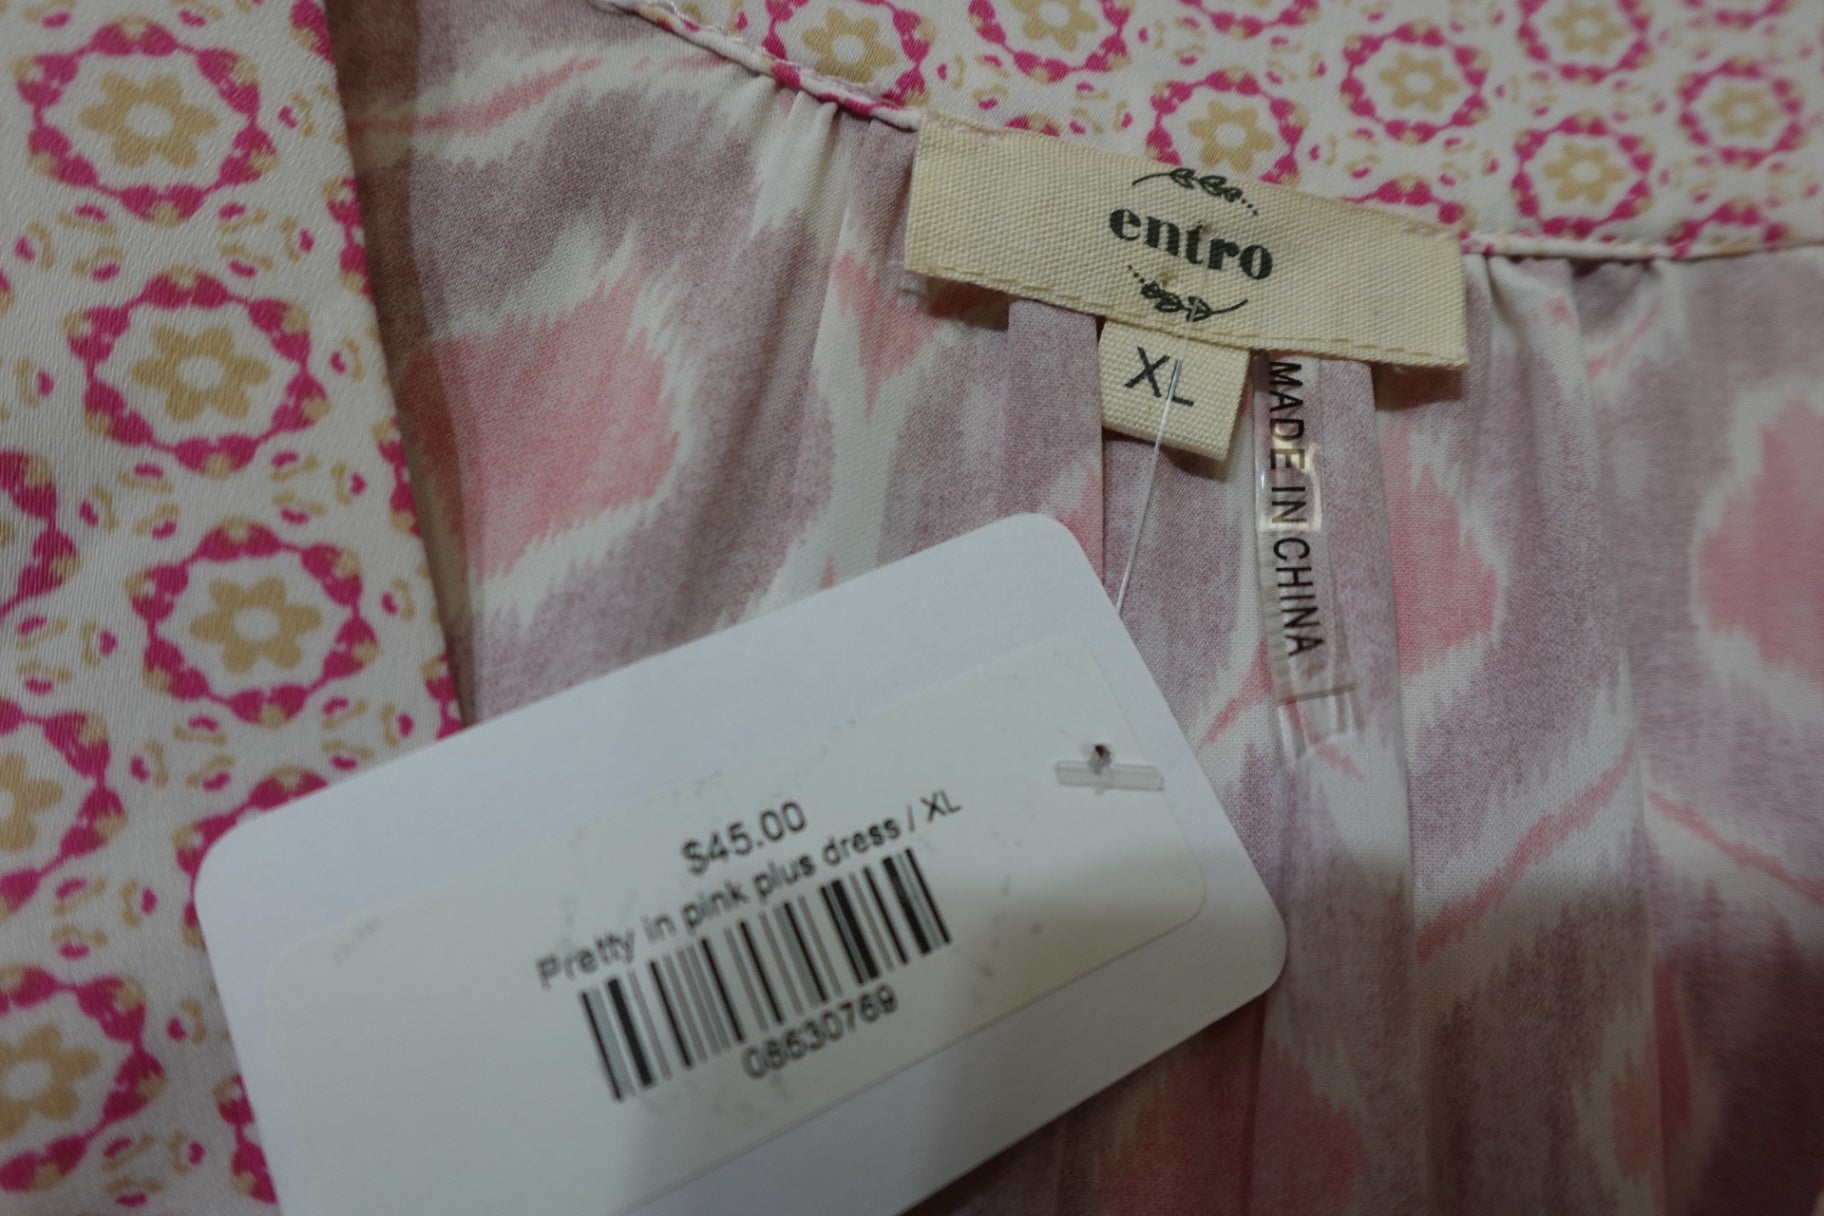 entro
XL
MADE IN CHINA
$45.00
Pretty in pink plus dress / XL
08630769